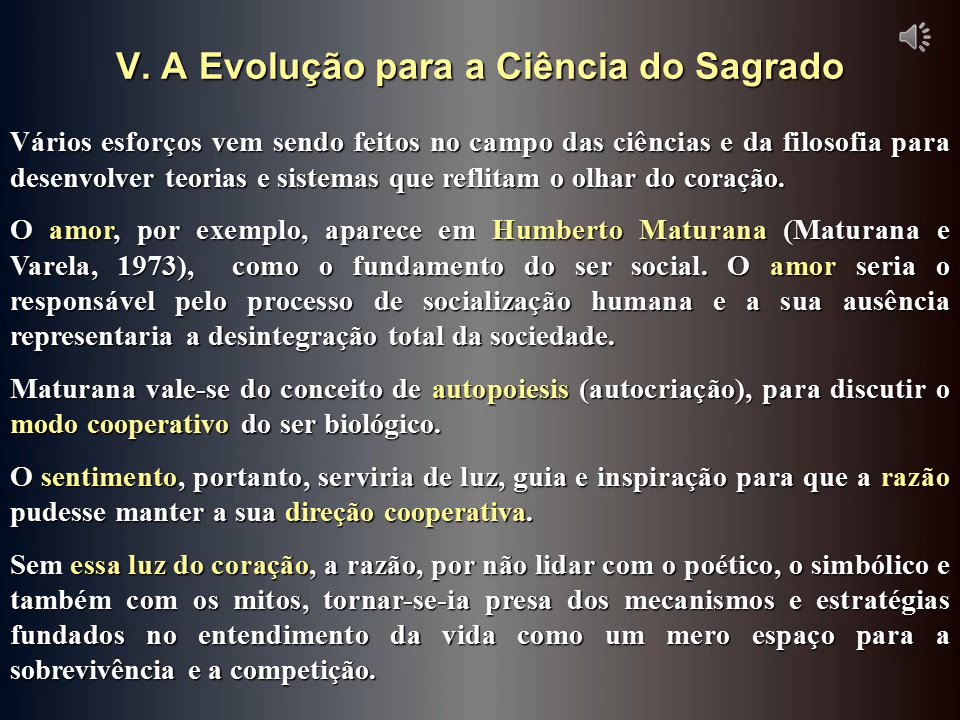 V. A Evolução para a Ciência do Sagrado
Vários esforços vem sendo feitos no campo das ciências e da filosofia para
desenvolver teorias e sistemas que reflitam o olhar do coração.
O amor, por exemplo, aparece em Humberto Maturana (Maturana e
Varela, 1973), como o fundamento do ser social. O amor seria o
responsável pelo processo de socialização humana e a sua ausência
representaria a desintegração total da sociedade.
Maturana vale-se do conceito de autopoiesis (autocriação), para discutir o
modo cooperativo do ser biológico.
O sentimento, portanto, serviria de luz, guia e inspiração para que a razão
pudesse manter a sua direção cooperativa.
Sem essa luz do coração, a razão, por não lidar com o poético, o simbólico e
também com os mitos, tornar-se-ia presa dos mecanismos e estratégias
fundados no entendimento da vida como um mero espaço para a
sobrevivência e a competição.